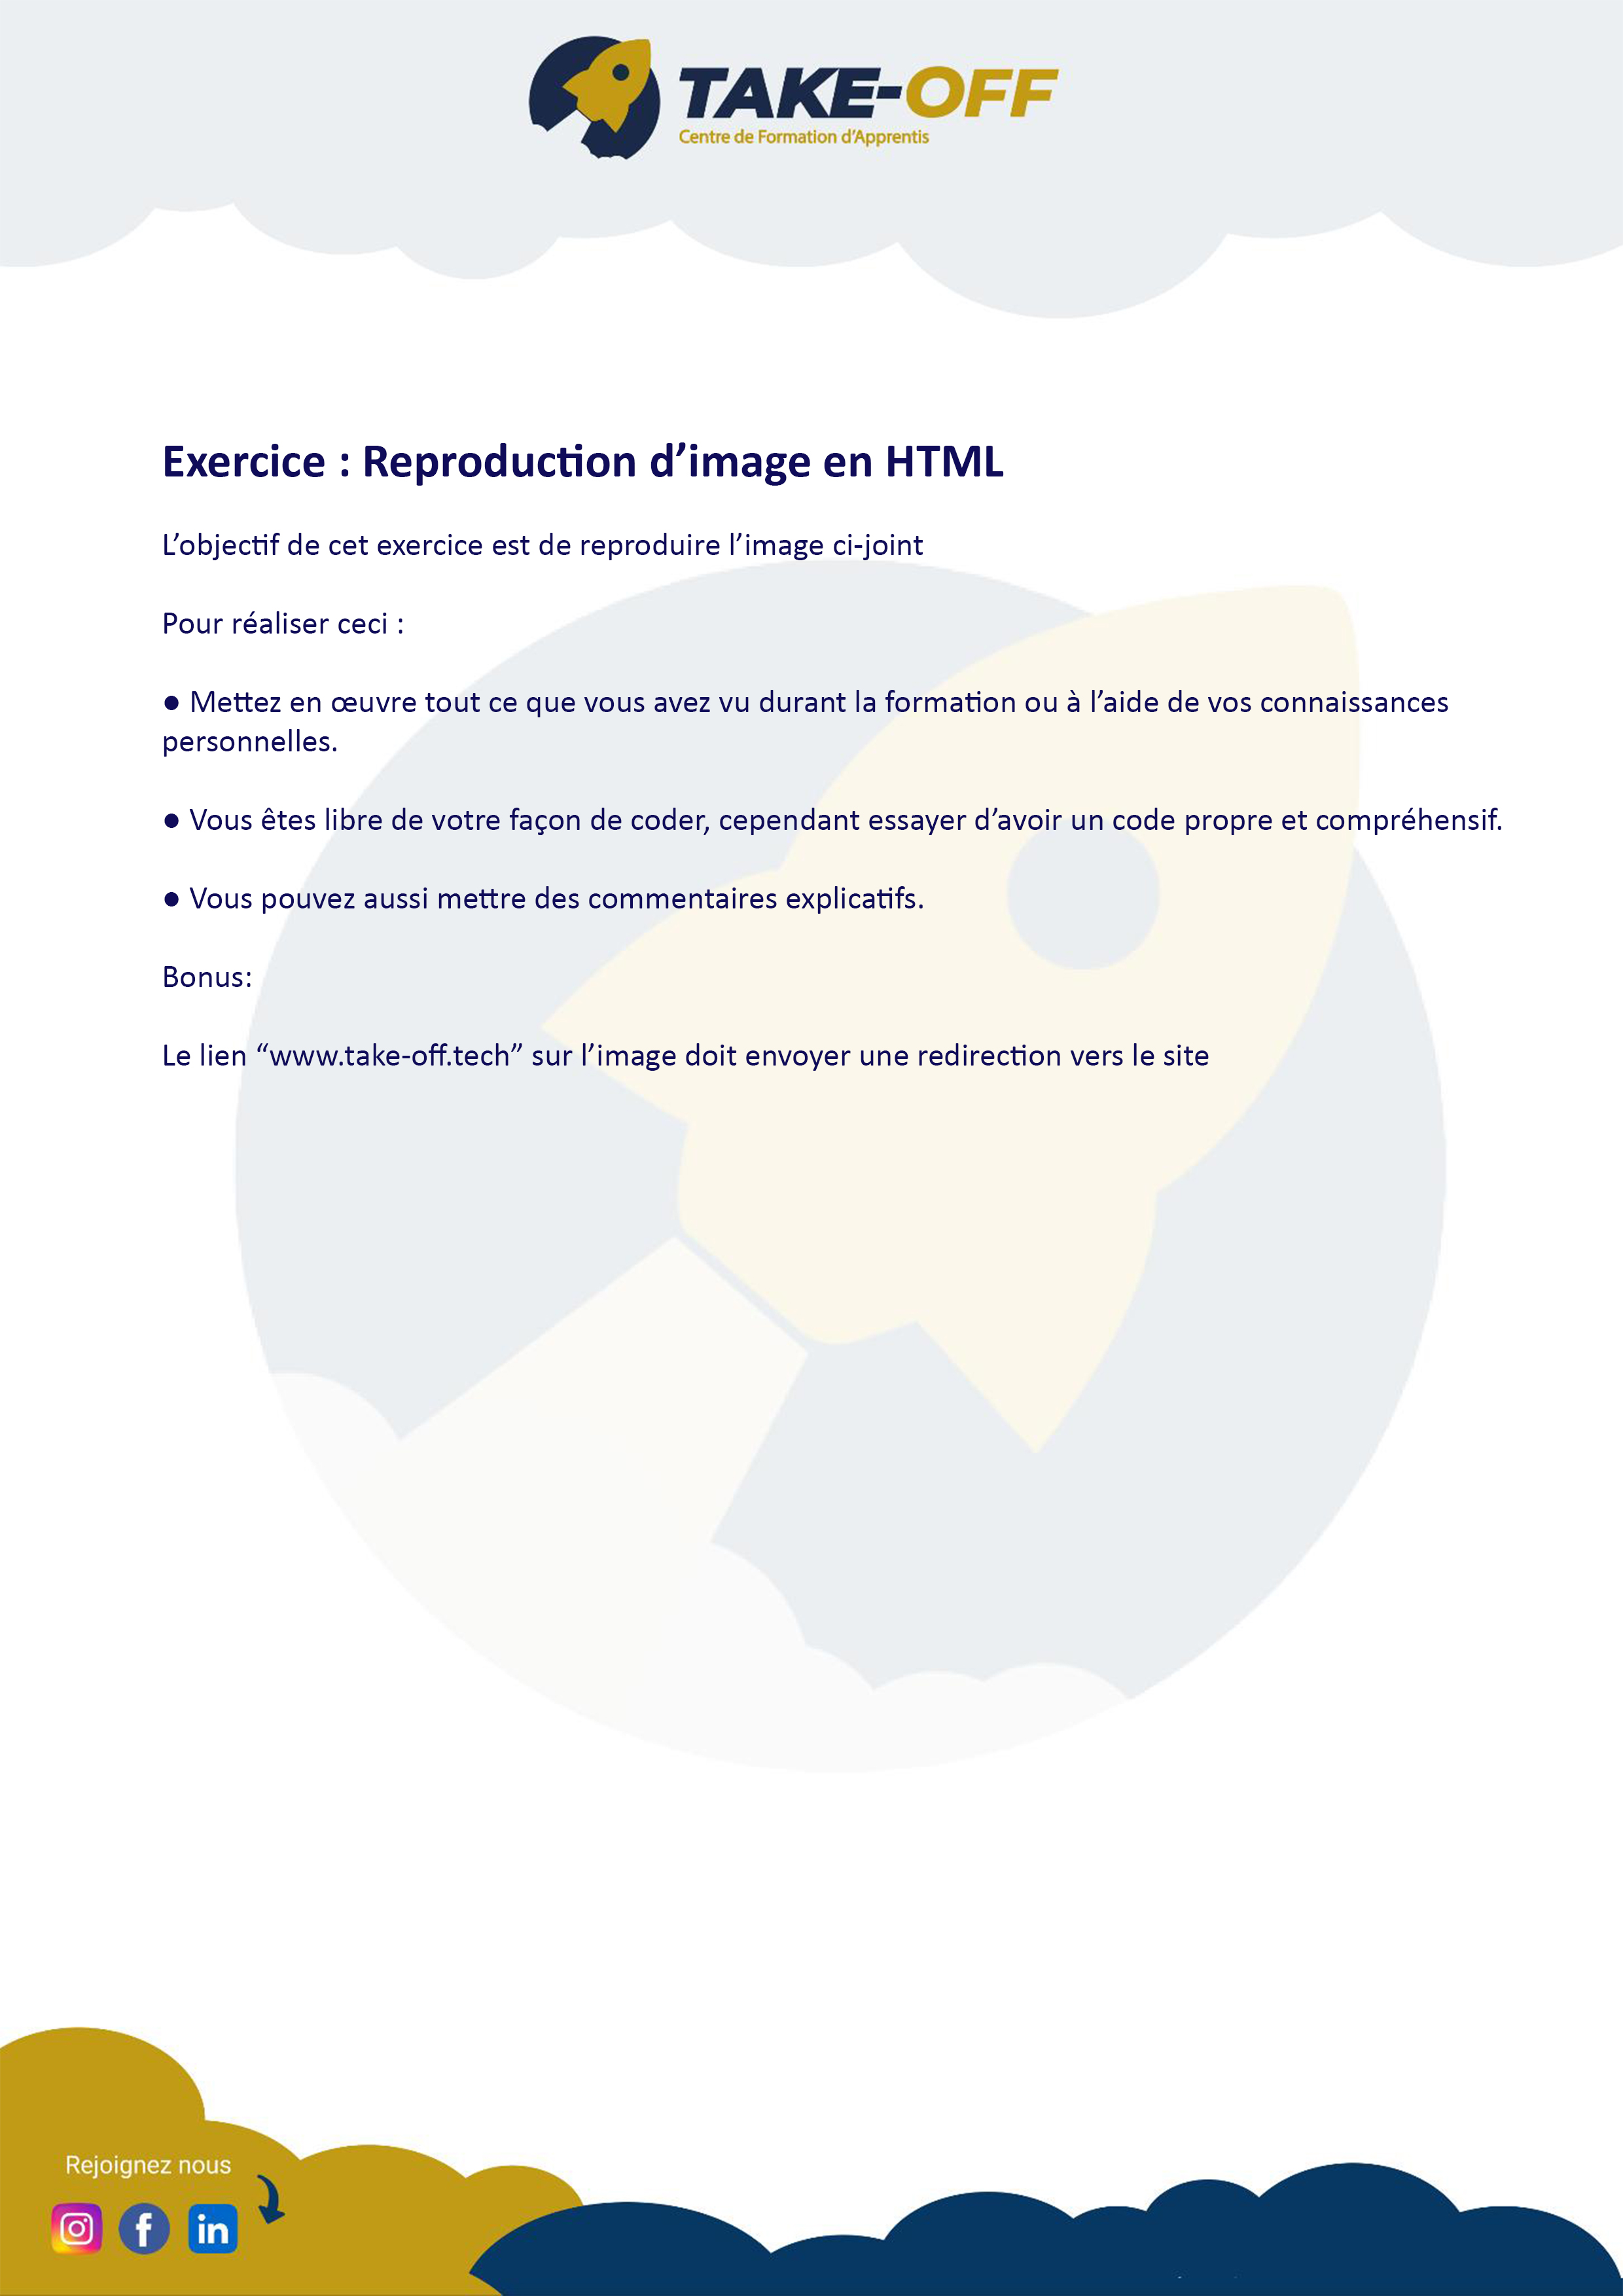 TAKE-OFF
Centre de Formation d’Apprentis
Exercice : Reproduction d’image en HTML
L’objectif de cet exercice est de reproduire l’image ci-joint
Pour réaliser ceci :
● Mettez en œuvre tout ce que vous avez vu durant la formation ou à l’aide de vos connaissances
personnelles.
● Vous êtes libre de votre façon de coder, cependant essayer d’avoir un code propre et compréhensif.
● Vous pouvez aussi mettre des commentaires explicatifs.
Bonus:
Le lien “www.take-off.tech” sur l’image doit envoyer une redirection vers le site
Rejoignez nous
f in